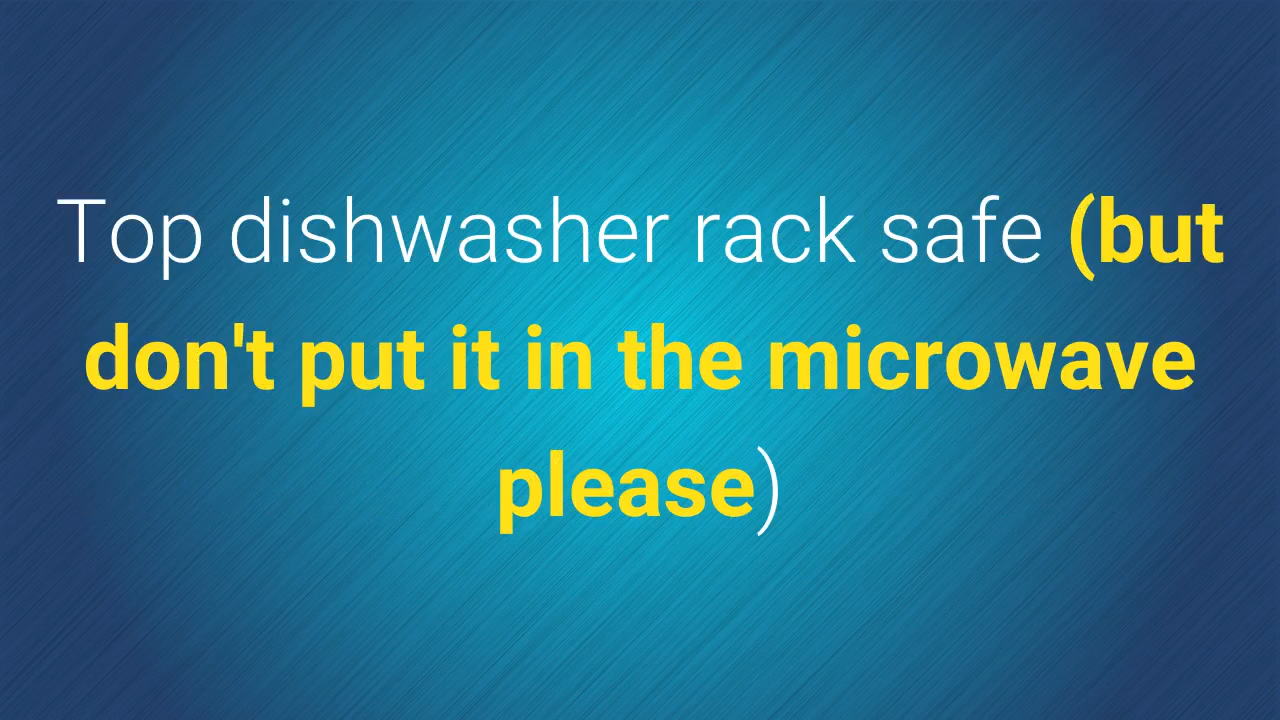 Top dishwasher rack safe (but
don't put it in the microwave
please)